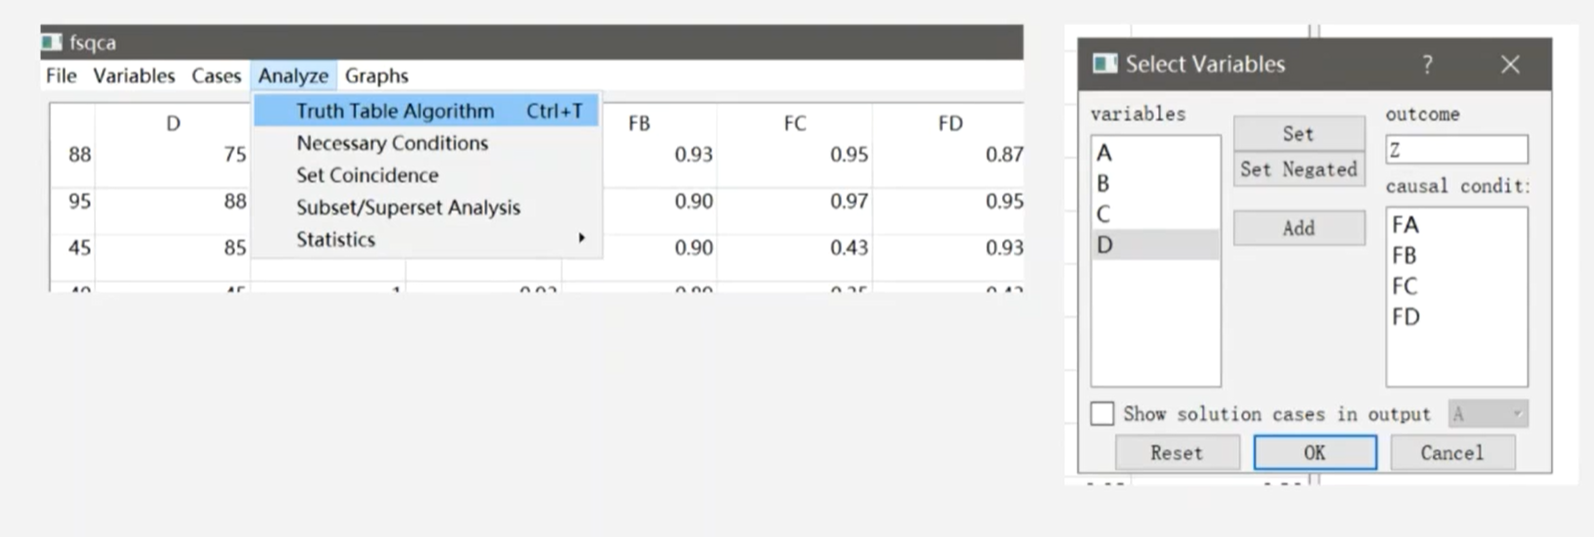 fsqca
File Variables Cases Analyze Graphs
Truth Table Algorithm Ctrl+T
Necessary Conditions
Set Coincidence
Subset/Superset Analysis
Statistics
D FB FC FD
88 75 0.93 0.95 0.87
95 88 0.90 0.97 0.95
45 85 0.90 0.43 0.93
Select Variables ? ×
variables
A
B
C
D
Set
Set Negated
Add
outcome
Z
causal condit:
FA
FB
FC
FD
Show solution cases in output A
Reset OK Cancel